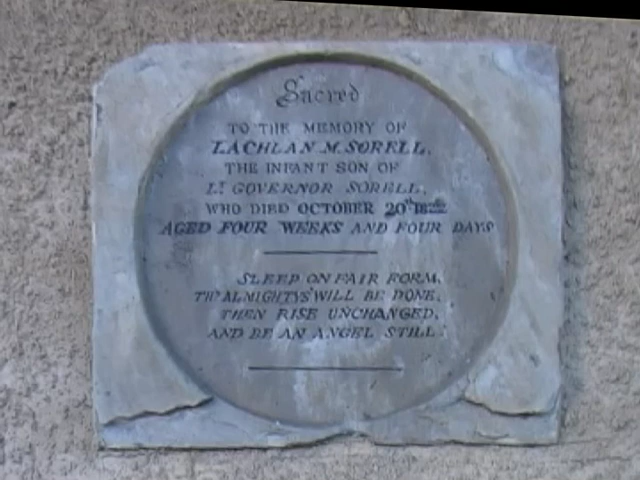 Sacred
TO THE MEMORY OF
LACHLAN M. SORELL.
THE INFANT SON OF
LT. GOVERNOR SORELL.
WHO DIED OCTOBER 20TH
AGED FOUR WEEKS AND FOUR DAYS
SLEEP ON FAIR FORM.
TH' ALMIGHTYS' WILL BE DONE.
THEN RISE UNCHANGED.
AND BE AN ANGEL STILL.